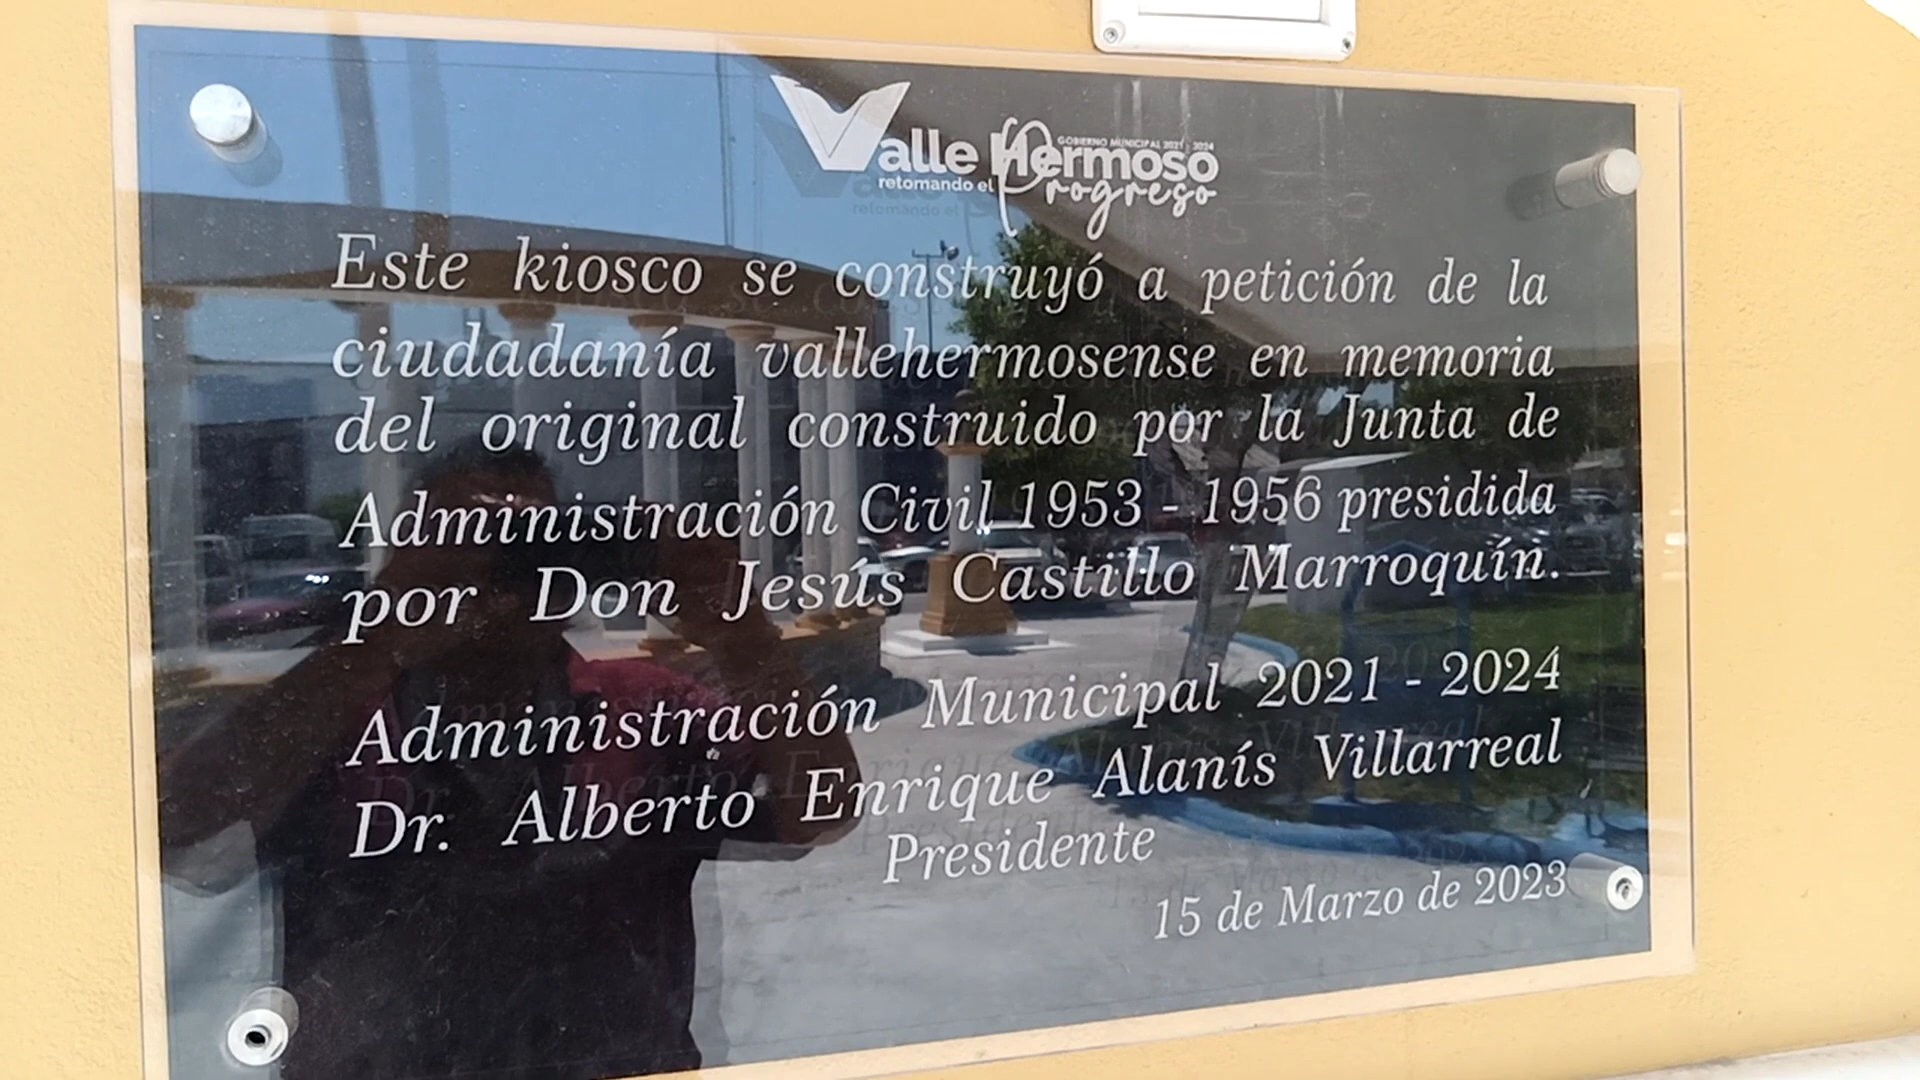 Valle Hermoso
GOBIERNO MUNICIPAL 2021 - 2024
retomando el Progreso
Este kiosco se construyó a petición de la
ciudadanía vallehermosense en memoria
del original construido por la Junta de
Administración Civil 1953 - 1956 presidida
por Don Jesús Castillo Marroquín.
Administración Municipal 2021 - 2024
Dr. Alberto Enrique Alanís Villarreal
Presidente
15 de Marzo de 2023